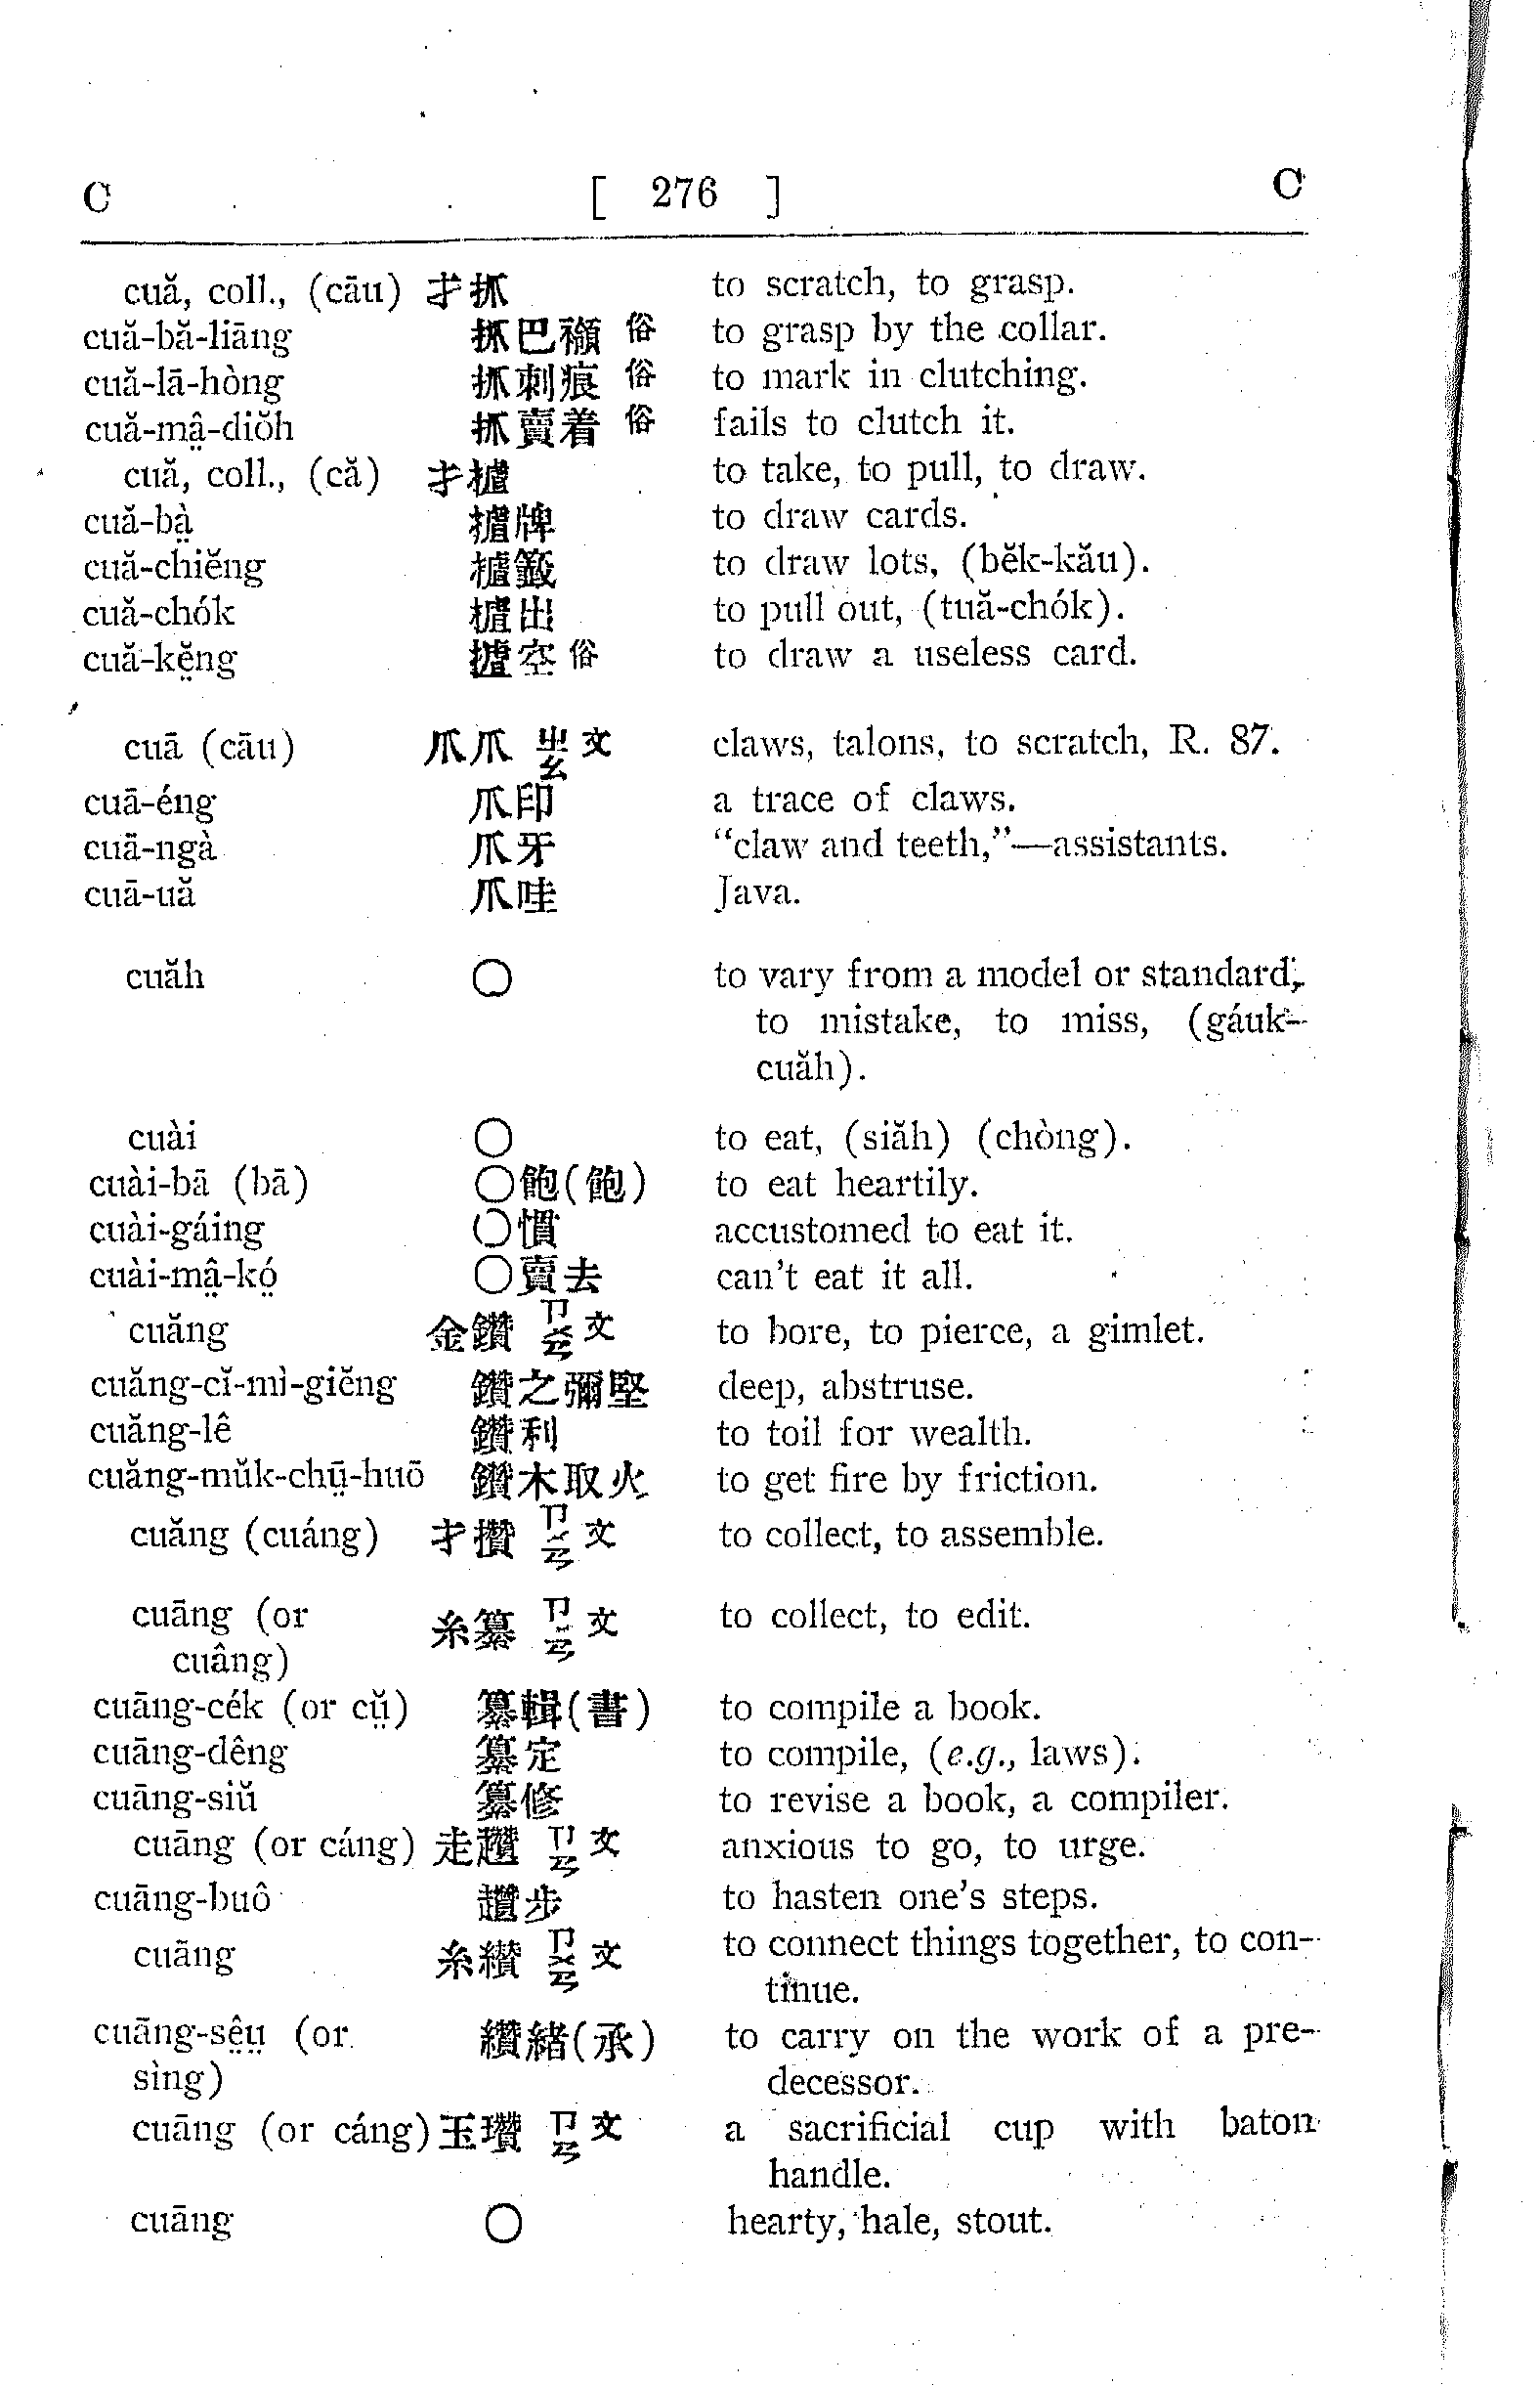 C [ 276 ] C
cuă, coll., (cāu) 扌抓 to scratch, to grasp.
cuă-bă-liāng 抓巴 俗 to grasp by the collar.
cuă-lā-hòng 抓刺痕 俗 to mark in clutching.
cuă-mâ̤-diŏh 抓賣着 俗 fails to clutch it.
cuă, coll., (că) 扌摣 to take, to pull, to draw.
cuă-bà̤ 摣牌 to draw cards.
cuă-chiĕng 摣籤 to draw lots, (bĕk-kău).
cuă-chók 摣出 to pull out, (tuă-chók).
cuă-kĕ̤ng 摣空 俗 to draw a useless card.
cuā (cāu) 爪爪 ㄓㄠ 文 claws, talons, to scratch, R. 87.
cuā-éng 爪印 a trace of claws.
cuā-ngà 爪牙 “claw and teeth,”—assistants.
cuā-uă 爪哇 Java.
cuăh ○ to vary from a model or standard,
to mistake, to miss, (gáuk-
cuăh).
cuài ○ to eat, (siăh) (chòng).
cuài-bā (bā) ○飽(飽) to eat heartily.
cuài-gáing ○慣 accustomed to eat it.
cuài-mâ̤-kó̤ ○賣去 can’t eat it all.
cuăng 金鑽 ㄗㄨㄢ 文 to bore, to pierce, a gimlet.
cuăng-cĭ-mì-giĕng 鑽之彌堅 deep, abstruse.
cuăng-lê 鑽利 to toil for wealth.
cuăng-mŭk-chṳ̄-huō 鑽木取火 to get fire by friction.
cuăng (cuáng) 扌攢 ㄗㄨㄢ 文 to collect, to assemble.
cuāng (or 糸纂 ㄗㄨㄢ 文 to collect, to edit.
cuâng)
cuāng-cék (or cṳ̆) 纂輯(書) to compile a book.
cuāng-dêng 纂定 to compile, (e.g., laws).
cuāng-siŭ 纂修 to revise a book, a compiler.
cuāng (or cáng) 走趲 ㄗㄢ 文 anxious to go, to urge.
cuāng-buô 趲步 to hasten one’s steps.
cuāng 糸纘 ㄗㄨㄢ 文 to connect things together, to con-
tinue.
cuāng-sê̤ṳ (or 纘緒(承) to carry on the work of a pre-
sìng) decessor.
cuāng (or cáng) 玉瓚 ㄗㄢ 文 a sacrificial cup with baton
handle.
cuāng ○ hearty, hale, stout.